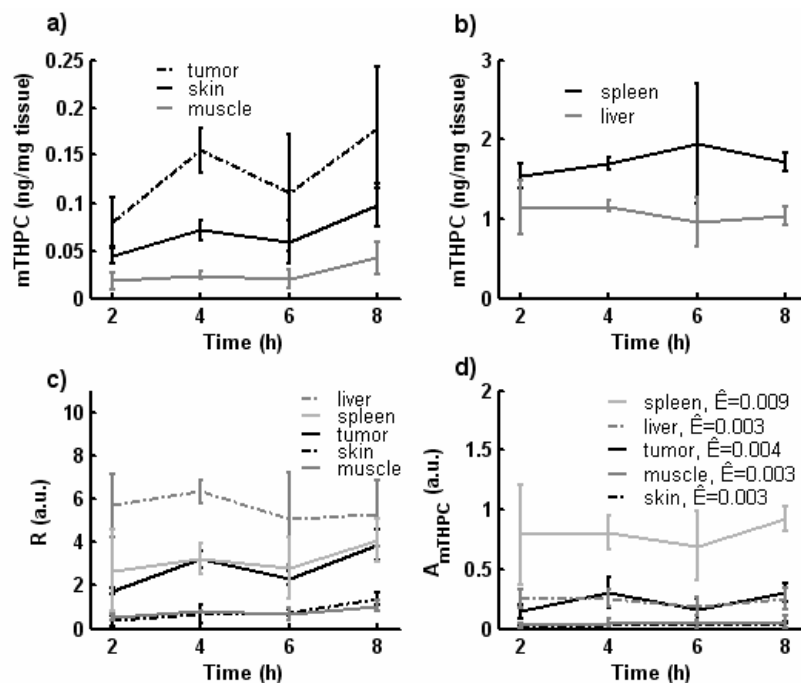 a)
mTHPC (ng/mg tissue)
0.25
0.2
0.15
0.1
0.05
0
tumor
skin
muscle
2 4 6 8
Time (h)
b)
mTHPC (ng/mg tissue)
3
2
1
0
spleen
liver
2 4 6 8
Time (h)
c)
R (a.u.)
10
8
6
4
2
0
liver
spleen
tumor
skin
muscle
2 4 6 8
Time (h)
d)
AmTHPC (a.u.)
2
1.5
1
0.5
0
spleen, Ê=0.009
liver, Ê=0.003
tumor, Ê=0.004
muscle, Ê=0.003
skin, Ê=0.003
2 4 6 8
Time (h)